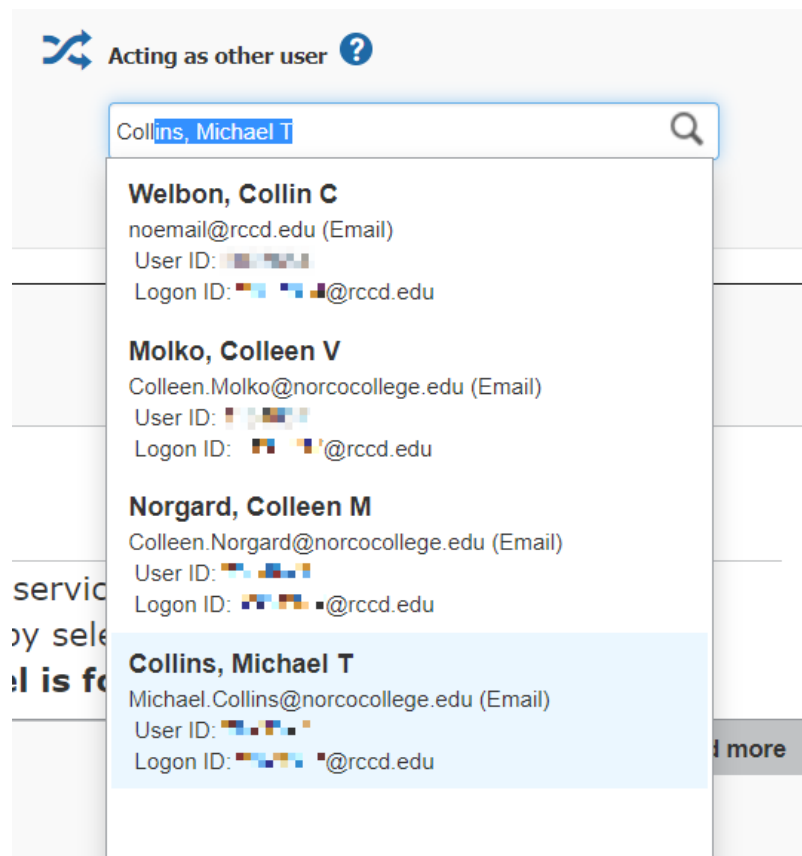 Acting as other user ?
Collins, Michael T
Welbon, Collin C
noemail@rccd.edu (Email)
User ID:
Logon ID: @rccd.edu
Molko, Colleen V
Colleen.Molko@norcocollege.edu (Email)
User ID:
Logon ID: @rccd.edu
Norgard, Colleen M
Colleen.Norgard@norcocollege.edu (Email)
User ID:
Logon ID: @rccd.edu
Collins, Michael T
Michael.Collins@norcocollege.edu (Email)
User ID:
Logon ID: @rccd.edu
servic
by sele
el is fo
d more